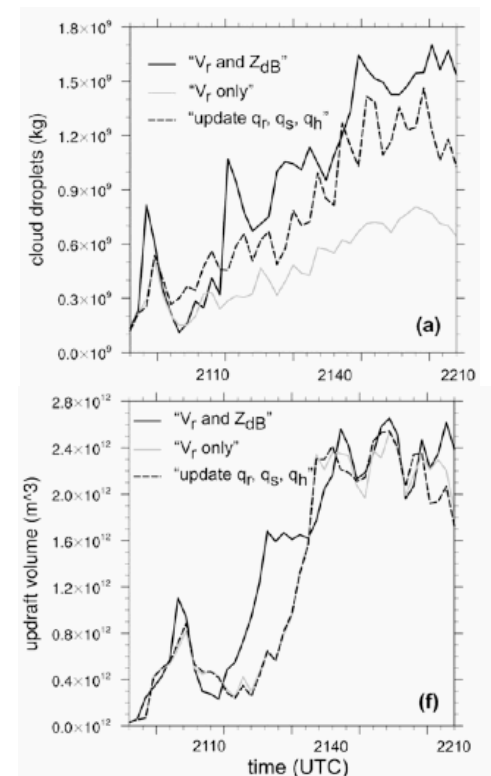 1.8×10⁹
1.5×10⁹
1.2×10⁹
0.9×10⁹
0.6×10⁹
0.3×10⁹
0.0×10⁹
cloud droplets (kg)
"Vr and ZdB"
"Vr only"
"update qr, qs, qh"
(a)
2110 2140 2210
2.8×10¹²
2.4×10¹²
2.0×10¹²
1.6×10¹²
1.2×10¹²
0.8×10¹²
0.4×10¹²
0.0×10¹²
updraft volume (m^3)
"Vr and ZdB"
"Vr only"
"update qr, qs, qh"
(f)
2110 2140 2210
time (UTC)